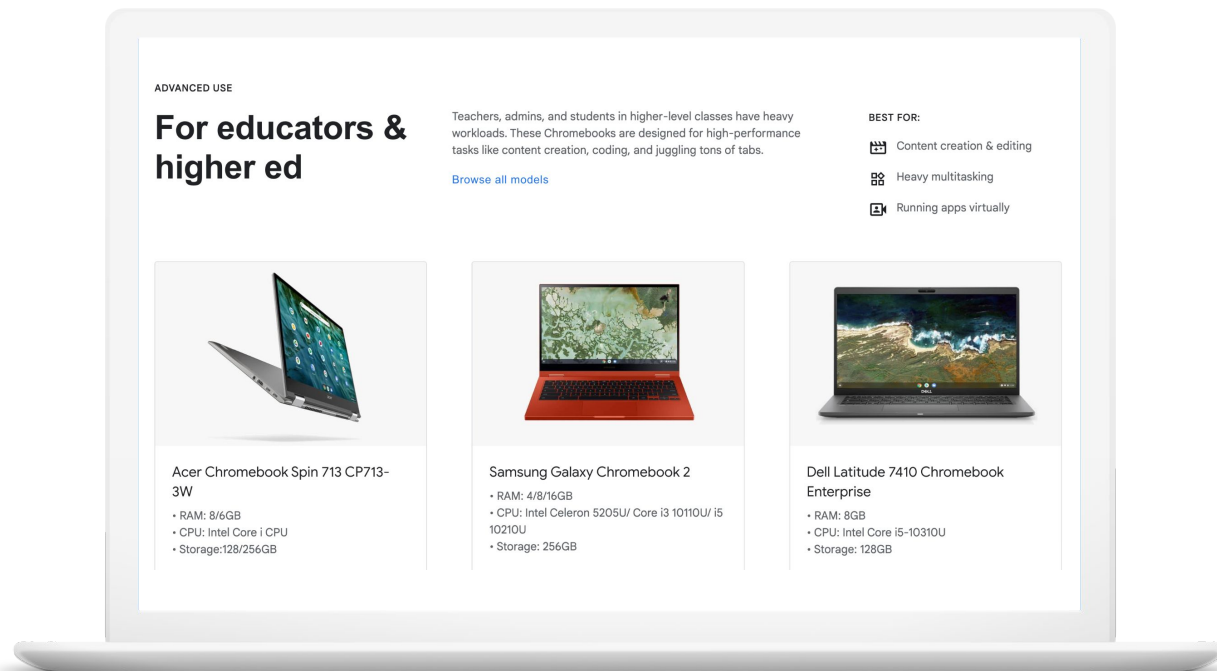 ADVANCED USE
For educators &
higher ed
Teachers, admins, and students in higher-level classes have heavy
workloads. These Chromebooks are designed for high-performance
tasks like content creation, coding, and juggling tons of tabs.
Browse all models
BEST FOR:
Content creation & editing
Heavy multitasking
Running apps virtually
Acer Chromebook Spin 713 CP713-
3W
• RAM: 8/6GB
• CPU: Intel Core i CPU
• Storage:128/256GB
Samsung Galaxy Chromebook 2
• RAM: 4/8/16GB
• CPU: Intel Celeron 5205U/ Core i3 10110U/ i5
10210U
• Storage: 256GB
DELL
Dell Latitude 7410 Chromebook
Enterprise
• RAM: 8GB
• CPU: Intel Core i5-10310U
• Storage: 128GB